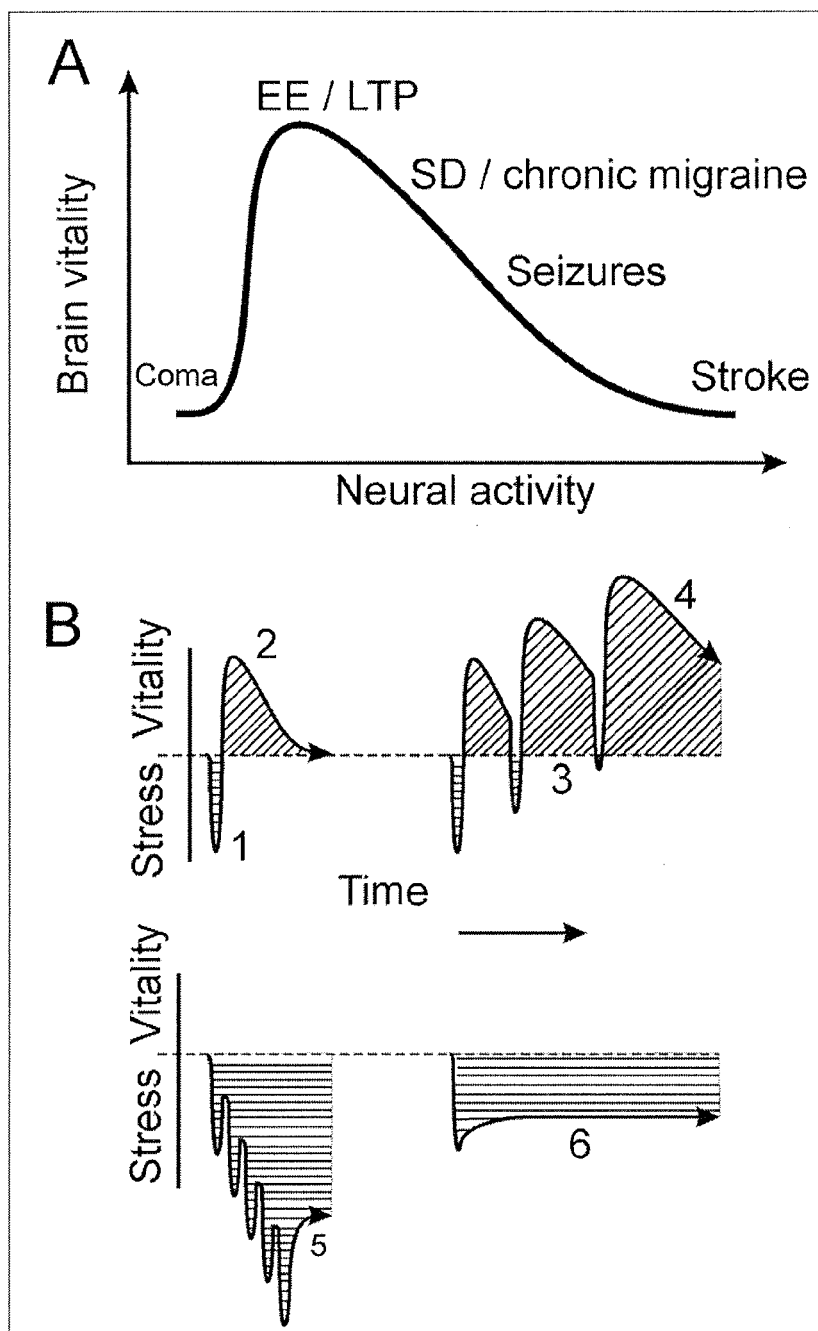 A
EE / LTP
SD / chronic migraine
Seizures
Coma
Stroke
Brain vitality
Neural activity
B
Vitality
Stress
1
2
3
4
Time
Vitality
Stress
5
6